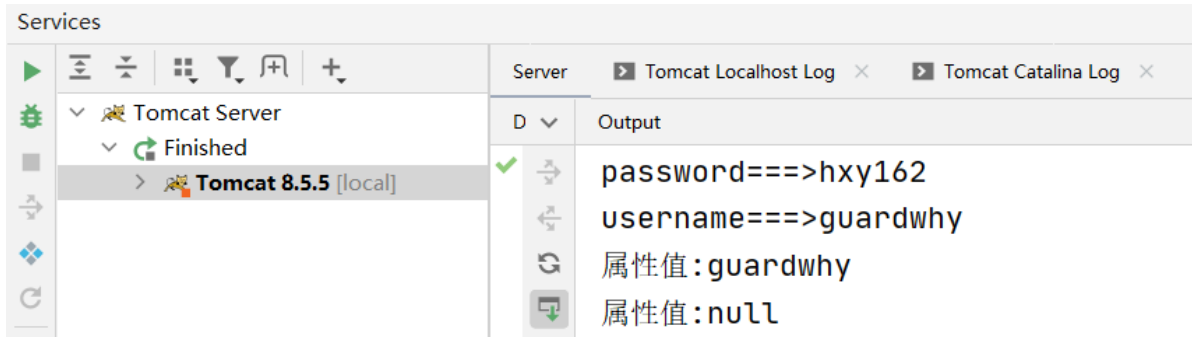 Services
Server
Tomcat Localhost Log
Tomcat Catalina Log
Tomcat Server
Finished
Tomcat 8.5.5 [local]
D
Output
password===>hxy162
username===>guardwhy
属性值:guardwhy
属性值:null